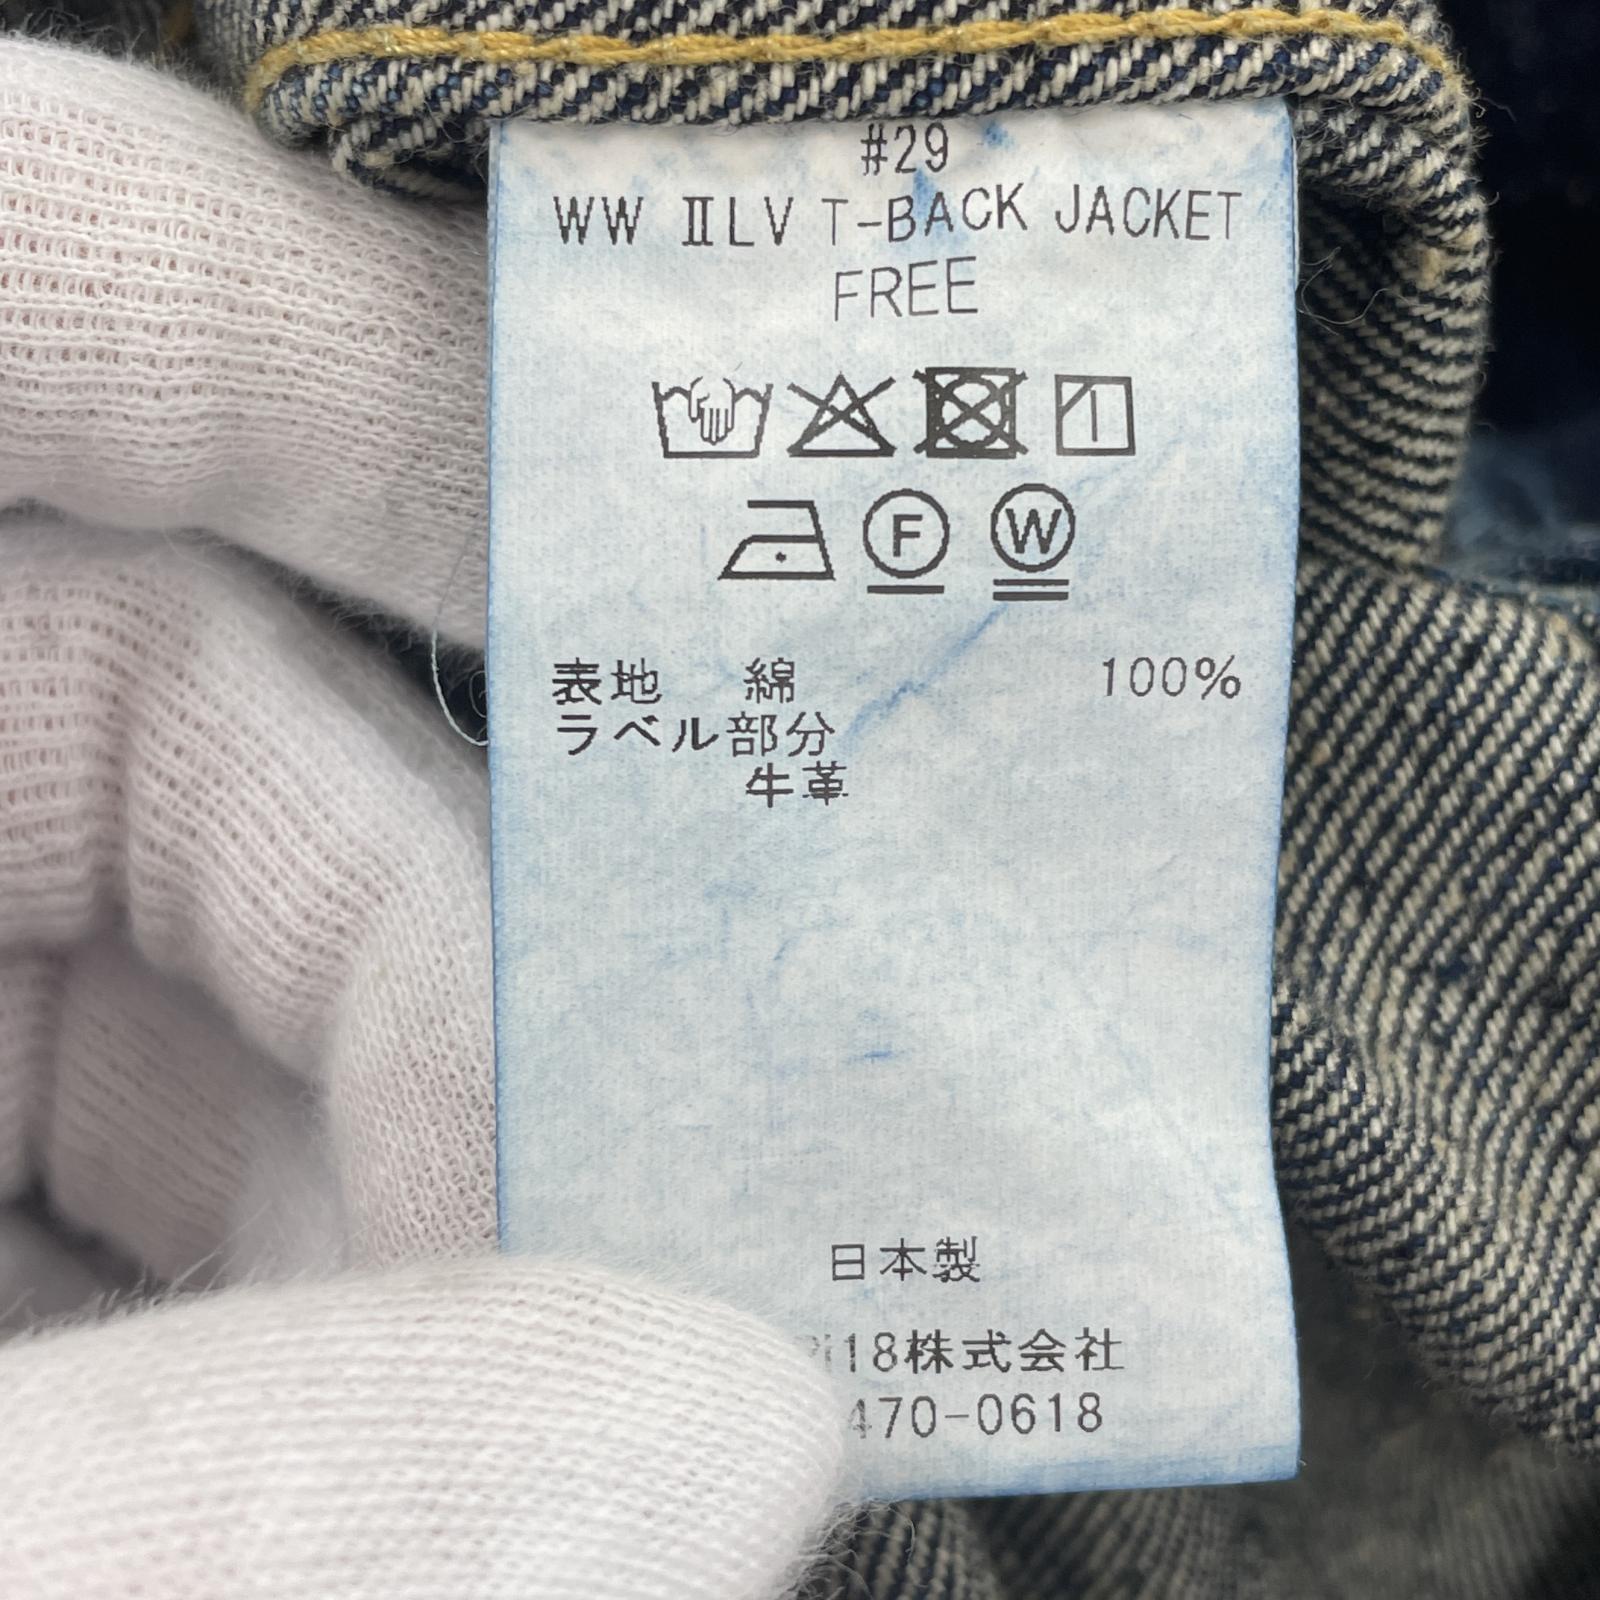 #29
WW ⅡLV T-BACK JACKET
FREE
F W
表地 綿 100%
ラベル部分
牛革
日本製
18株式会社
470-0618